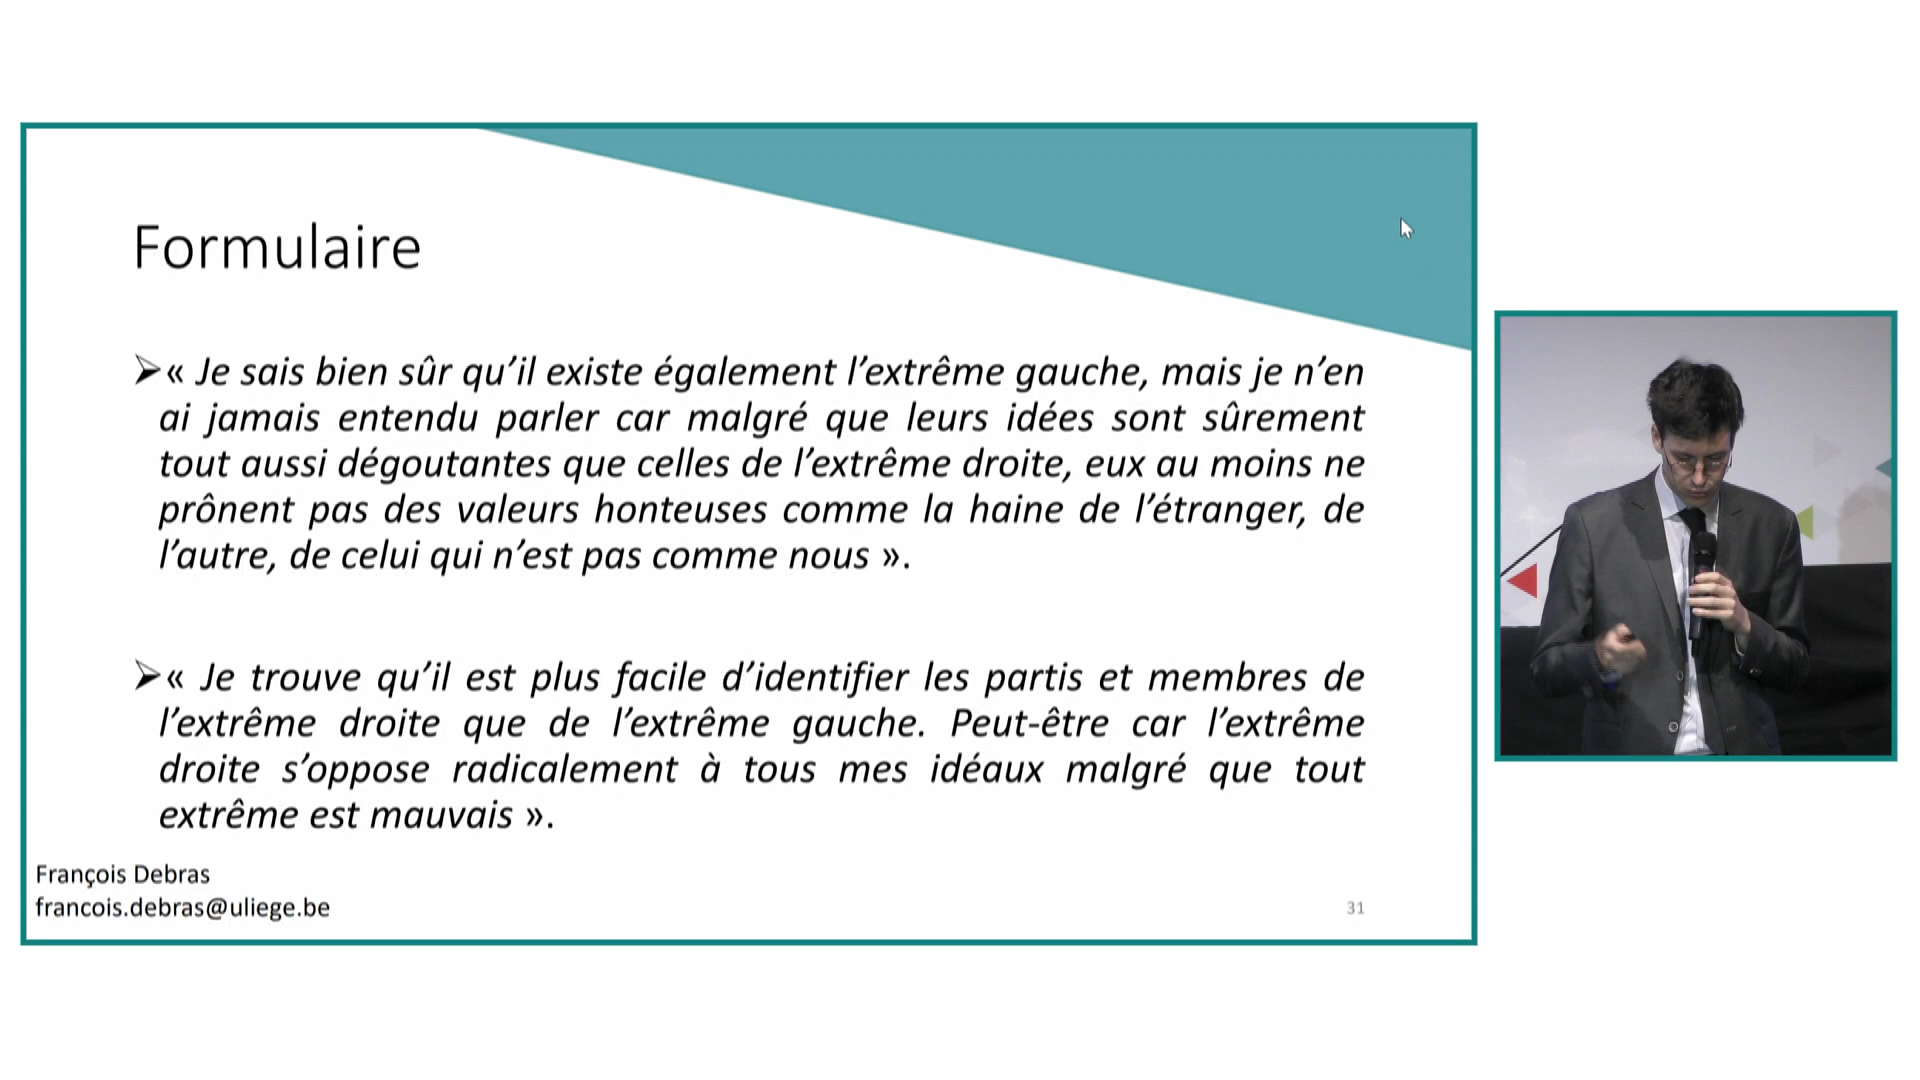 Formulaire
« Je sais bien sûr qu’il existe également l’extrême gauche, mais je n’en
ai jamais entendu parler car malgré que leurs idées sont sûrement
tout aussi dégoutantes que celles de l’extrême droite, eux au moins ne
prônent pas des valeurs honteuses comme la haine de l’étranger, de
l’autre, de celui qui n’est pas comme nous ».
« Je trouve qu’il est plus facile d’identifier les partis et membres de
l’extrême droite que de l’extrême gauche. Peut-être car l’extrême
droite s’oppose radicalement à tous mes idéaux malgré que tout
extrême est mauvais ».
François Debras
francois.debras@uliege.be
31